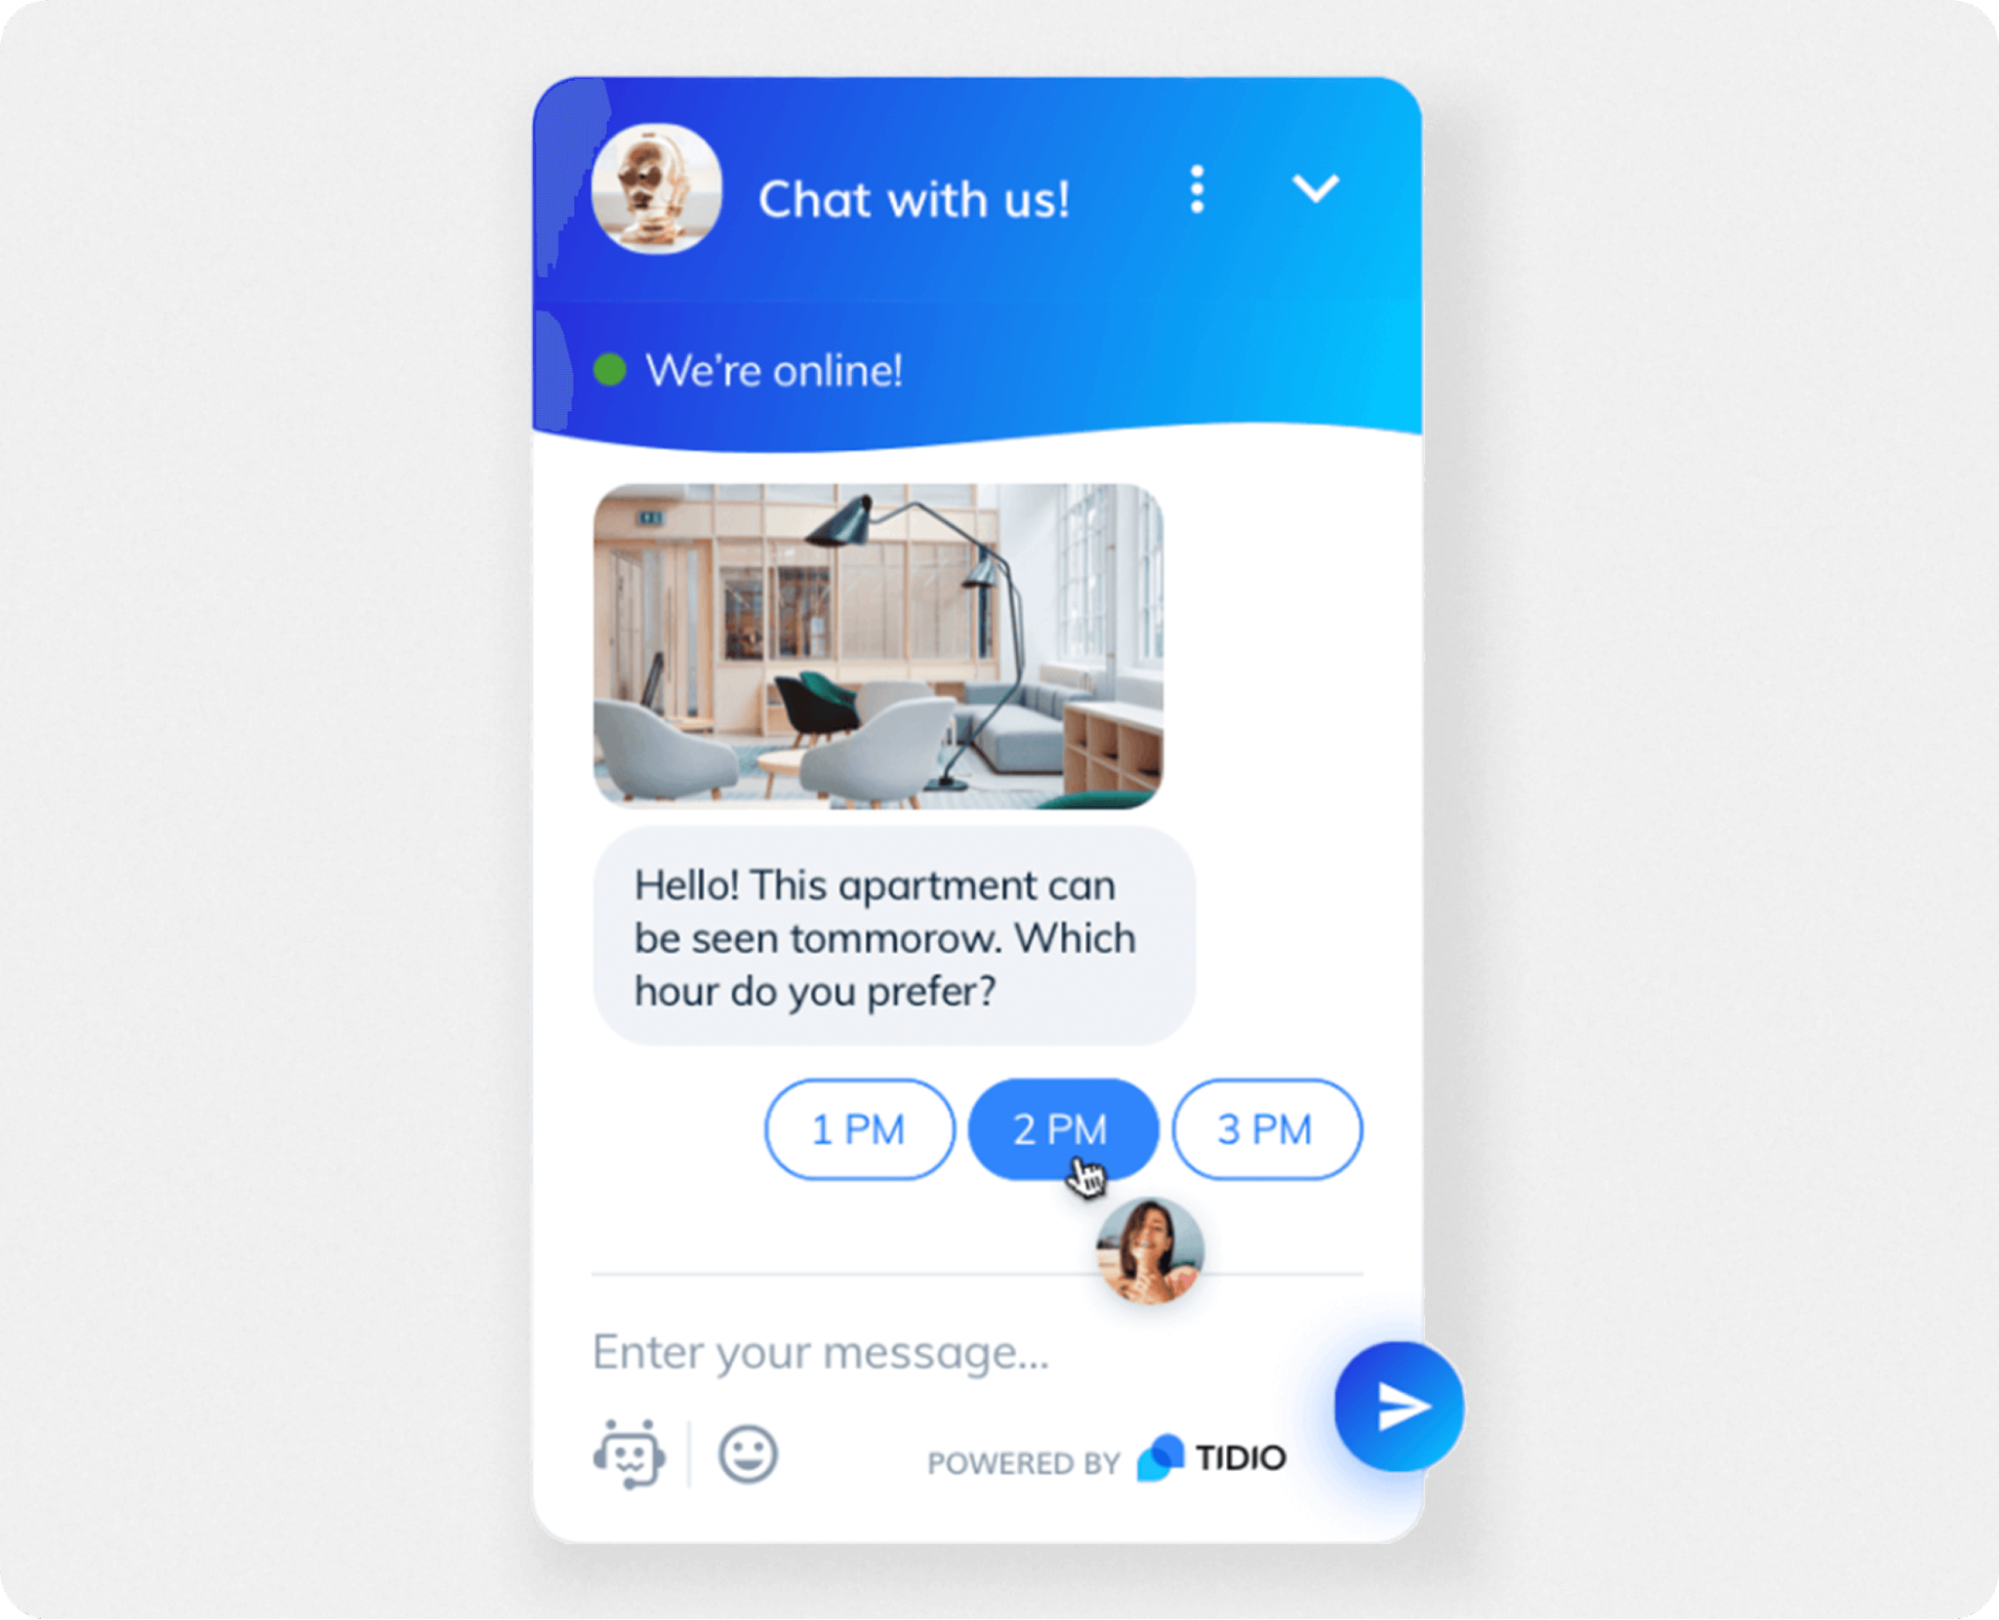 Chat with us!
We're online!
Hello! This apartment can
be seen tommorow. Which
hour do you prefer?
1 PM 2 PM 3 PM
Enter your message...
POWERED BY TIDIO